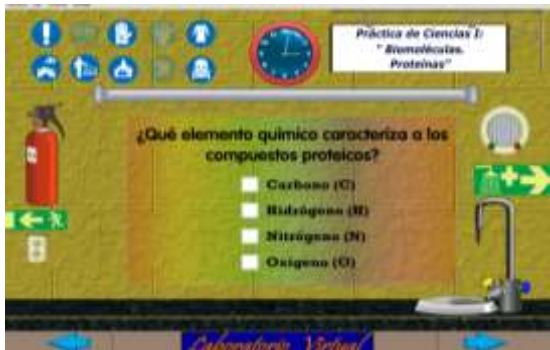 Práctica de Ciencias I:
" Biomoléculas.
Proteínas"
¿Qué elemento químico caracteriza a los
compuestos proteicos?
Carbono (C)
Hidrógeno (H)
Nitrógeno (N)
Oxígeno (O)
Laboratorio Virtual